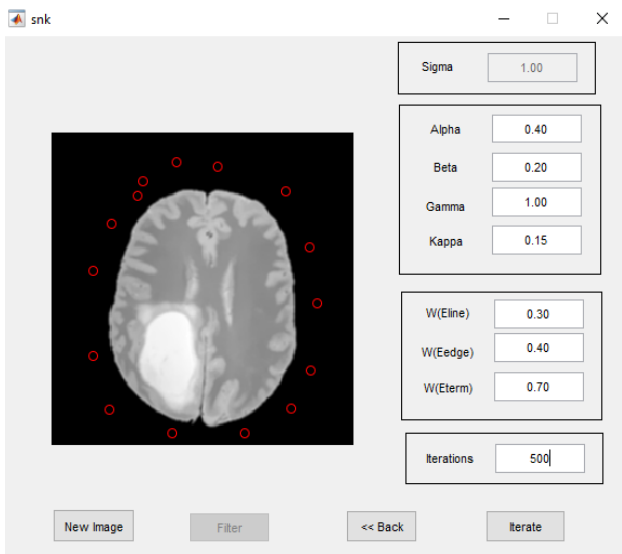 snk
Sigma 1.00
Alpha 0.40
Beta 0.20
Gamma 1.00
Kappa 0.15
W(Eline) 0.30
W(Eedge) 0.40
W(Eterm) 0.70
Iterations 500
New Image Filter << Back Iterate